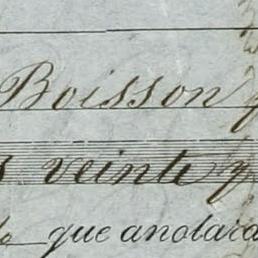 Boisson
veinte y
que anotara